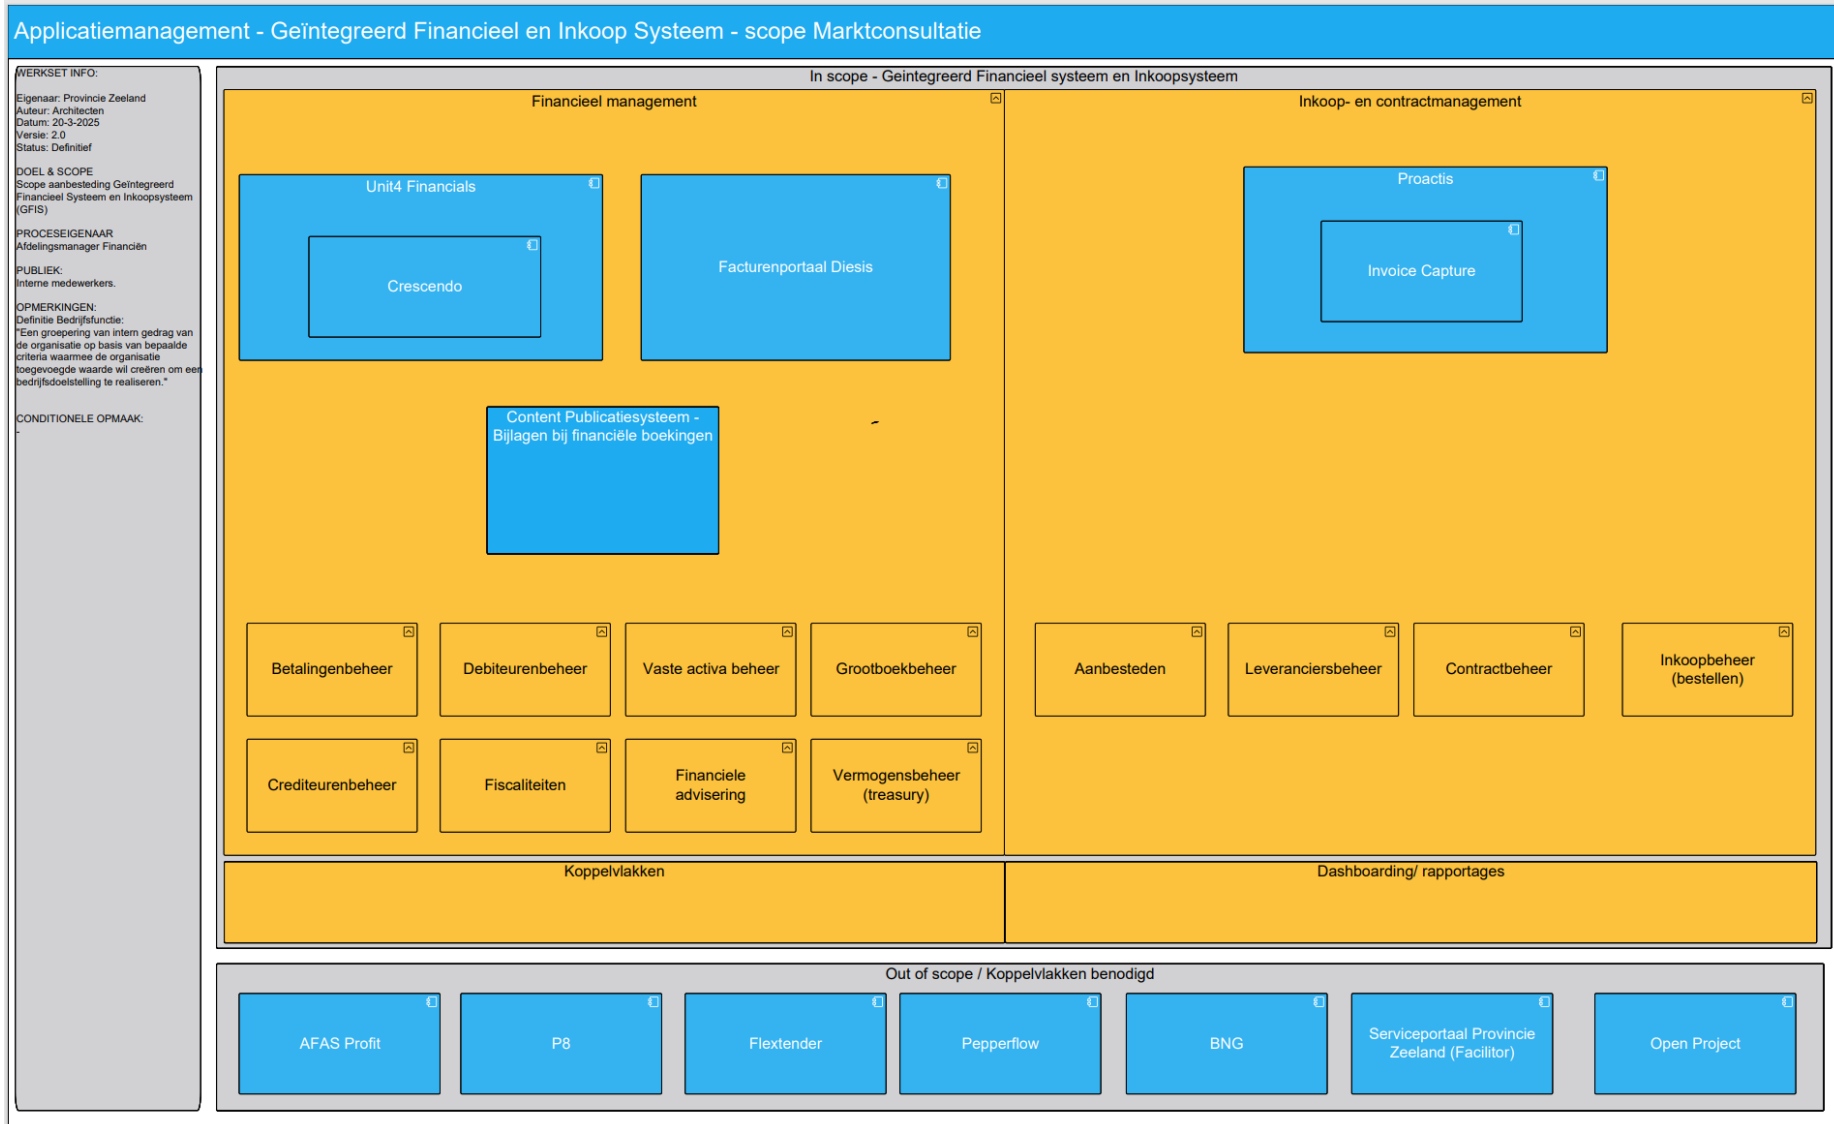 Applicatiemanagement - Geïntegreerd Financieel en Inkoop Systeem - scope Marktconsultatie
WERKSET INFO:
Eigenaar: Provincie Zeeland
Auteur: Architecten
Datum: 20-3-2025
Versie: 2.0
Status: Definitief
DOEL & SCOPE
Scope aanbesteding Geïntegreerd
Financieel Systeem en Inkoopsysteem
(GFIS)
PROCESEIGENAAR
Afdelingsmanager Financiën
PUBLIEK:
Interne medewerkers.
OPMERKINGEN:
Definitie Bedrijfsfunctie:
"Een groepering van intern gedrag van
de organisatie op basis van bepaalde
criteria waarmee de organisatie
toegevoegde waarde wil creëren om een
bedrijfsdoelstelling te realiseren."
CONDITIONELE OPMAAK:
-
In scope - Geintegreerd Financieel systeem en Inkoopsysteem
Financieel management
Unit4 Financials
Crescendo
Facturenportaal Diesis
Content Publicatiesysteem -
Bijlagen bij financiële boekingen
Betalingenbeheer
Debiteurenbeheer
Vaste activa beheer
Grootboekbeheer
Crediteurenbeheer
Fiscaliteiten
Financiele
advisering
Vermogensbeheer
(treasury)
Inkoop- en contractmanagement
Proactis
Invoice Capture
Aanbesteden
Leveranciersbeheer
Contractbeheer
Inkoopbeheer
(bestellen)
Koppelvlakken
Dashboarding/ rapportages
Out of scope / Koppelvlakken benodigd
AFAS Profit
P8
Flextender
Pepperflow
BNG
Serviceportaal Provincie
Zeeland (Facilitor)
Open Project